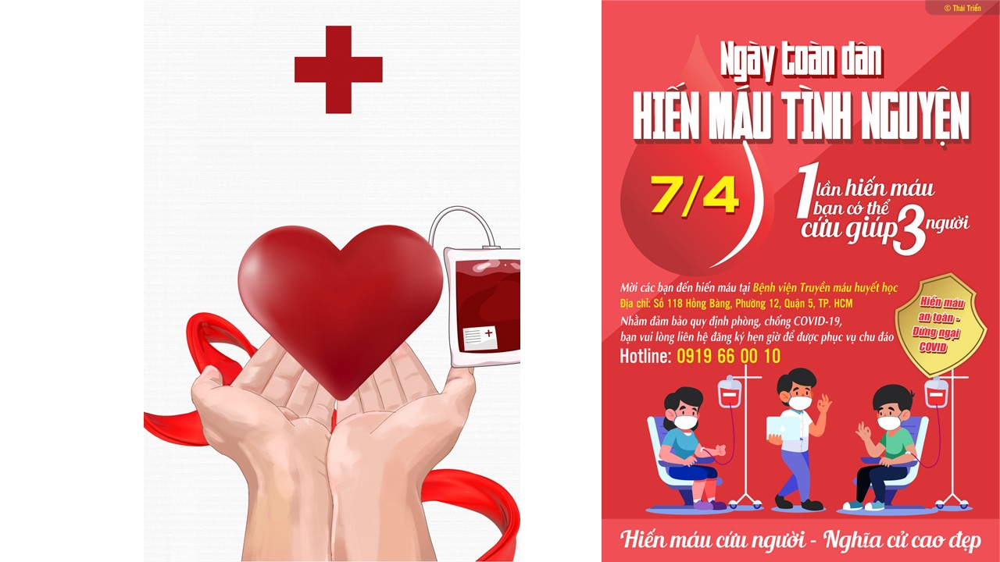 © Thái Triển
Ngày toàn dân
HIẾN MÁU TÌNH NGUYỆN
7/4
1 lần hiến máu
bạn có thể
cứu giúp 3 người
Mời các bạn đến hiến máu tại Bệnh viện Truyền máu huyết học
Địa chỉ: Số 118 Hồng Bàng, Phường 12, Quận 5, TP. HCM
Nhằm đảm bảo quy định phòng, chống COVID-19,
bạn vui lòng liên hệ đăng ký hẹn giờ để được phục vụ chu đáo
Hotline: 0919 66 00 10
Hiến máu
an toàn -
Đừng ngại
COVID
Hiến máu cứu người - Nghĩa cử cao đẹp